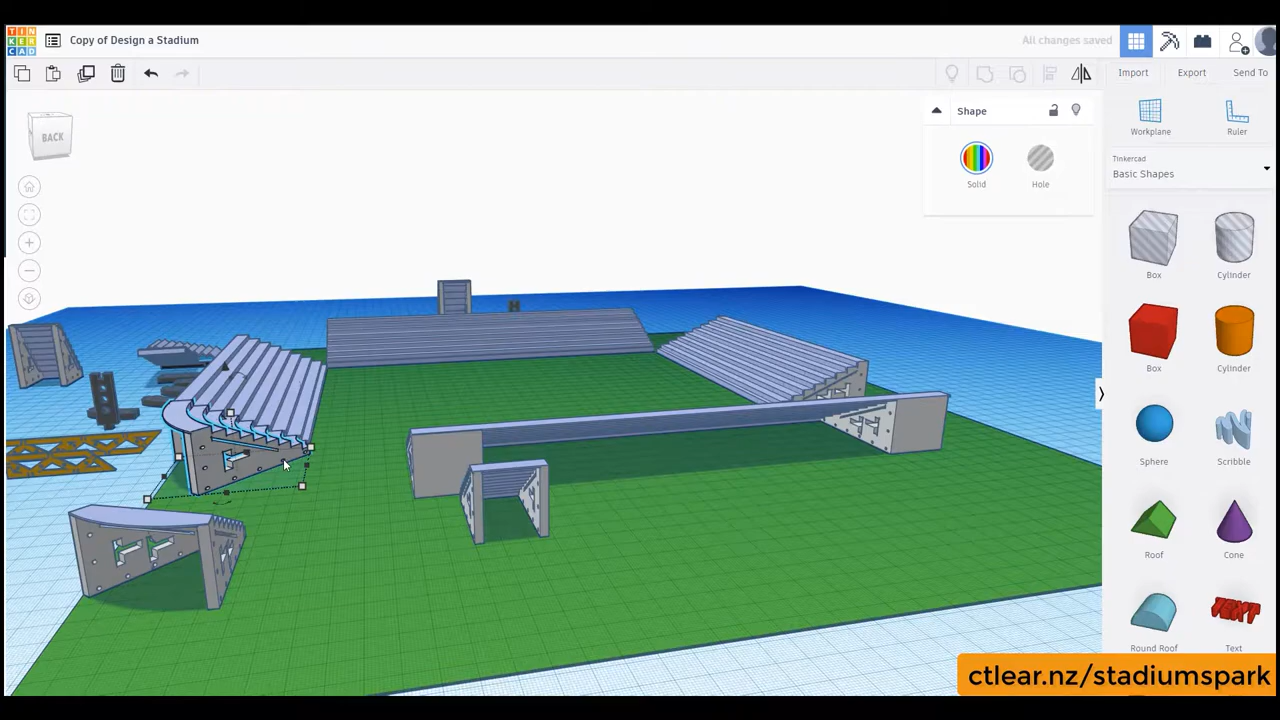 TIN
KER
CAD
Copy of Design a Stadium
All changes saved
Import
Export
Send To
BACK
Shape
Solid
Hole
Workplane
Ruler
Tinkercad
Basic Shapes
Box
Cylinder
Box
Cylinder
Sphere
Scribble
Roof
Cone
TEXT
Round Roof
Text
ctlear.nz/stadiumspark